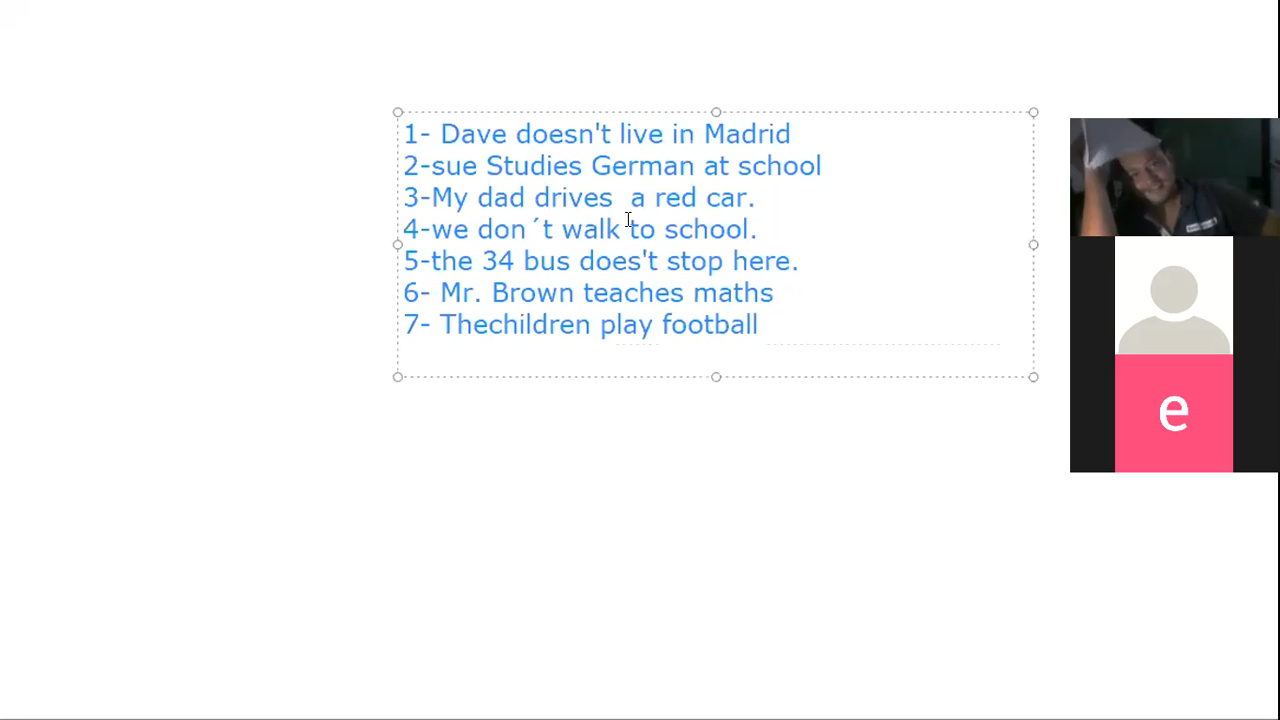 1- Dave doesn't live in Madrid
2-sue Studies German at school
3-My dad drives  a red car.
4-we don´t walk to school.
5-the 34 bus does't stop here.
6- Mr. Brown teaches maths
7- Thechildren play football
e